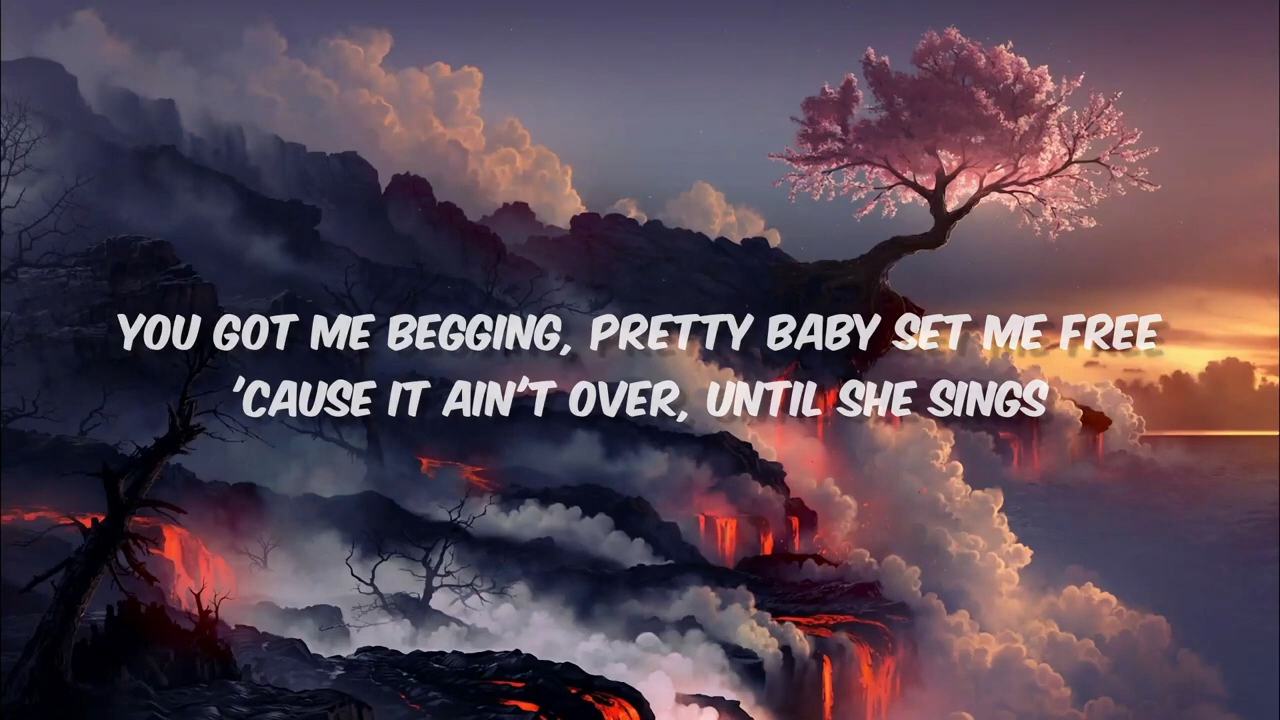 YOU GOT ME BEGGING, PRETTY BABY SET ME FREE
'CAUSE IT AIN'T OVER, UNTIL SHE SINGS